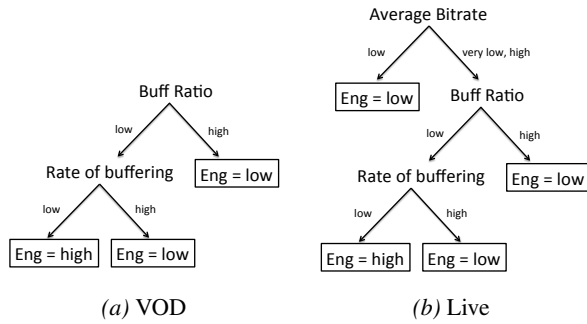 Buff Ratio
low
high
Rate of buffering
Eng = low
low
high
Eng = high
Eng = low
(a) VOD
Average Bitrate
low
very low, high
Eng = low
Buff Ratio
low
high
Rate of buffering
Eng = low
low
high
Eng = high
Eng = low
(b) Live